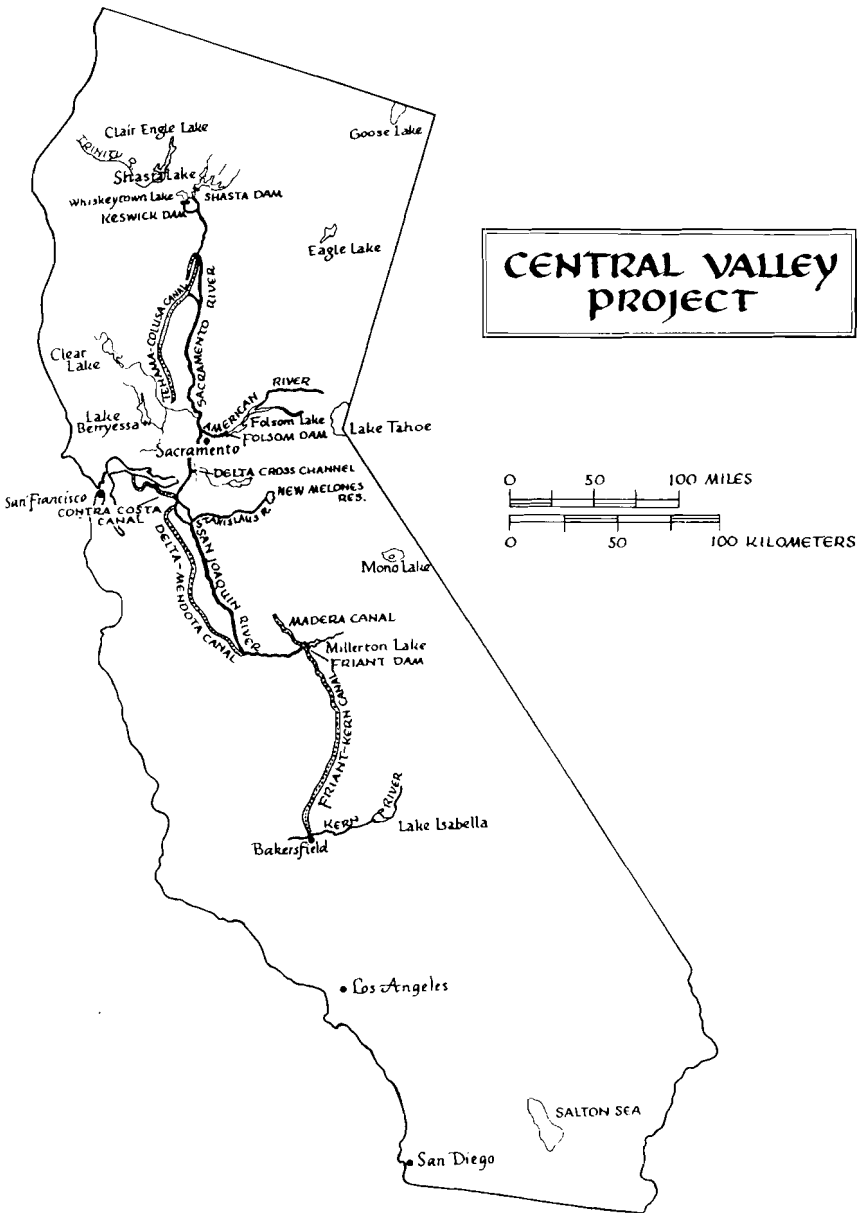 Clair Engle Lake
TRINITY
Shasta Lake
Whiskeytown Lake
SHASTA DAM
KESWICK DAM
Goose Lake
Eagle Lake
CENTRAL VALLEY
PROJECT
TEHAMA-COLUSA CANAL
SACRAMENTO RIVER
Clear
Lake
Lake
Berryessa
AMERICAN RIVER
Folsom Lake
FOLSOM DAM
Lake Tahoe
Sacramento
DELTA CROSS CHANNEL
NEW MELONES
RES.
San Francisco
CONTRA COSTA
CANAL
STANISLAUS R.
0 50 100 MILES
0 50 100 KILOMETERS
DELTA-MENDOTA CANAL
SSAN JOAQUIN RIVER
Mono Lake
MADERA CANAL
Millerton Lake
FRIANT DAM
FRIANT-KERN CANAL
KERN RIVER
Lake Isabella
Bakersfield
Los Angeles
SALTON SEA
San Diego